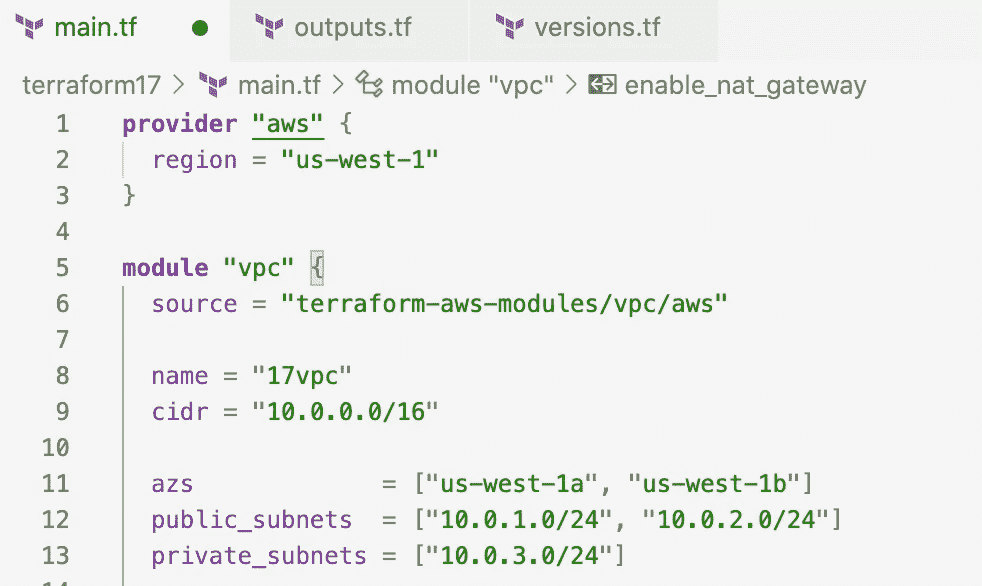 main.tf outputs.tf versions.tf
terraform17 > main.tf > module "vpc" > enable_nat_gateway
1 provider "aws" {
2   region = "us-west-1"
3 }
4
5 module "vpc" {
6   source = "terraform-aws-modules/vpc/aws"
7
8   name = "17vpc"
9   cidr = "10.0.0.0/16"
10
11   azs             = ["us-west-1a", "us-west-1b"]
12   public_subnets  = ["10.0.1.0/24", "10.0.2.0/24"]
13   private_subnets = ["10.0.3.0/24"]